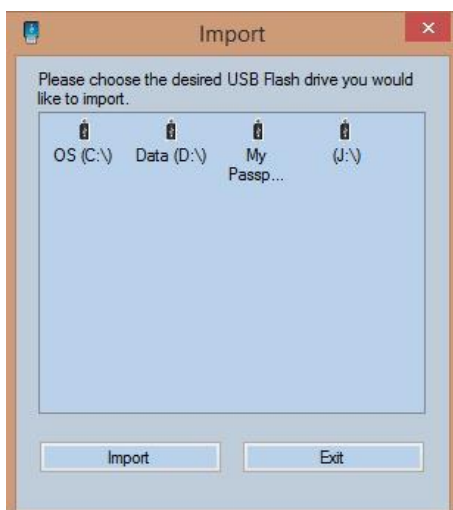 Import
Please choose the desired USB Flash drive you would
like to import.
OS (C:\) Data (D:\) My (J:\)
Passp...
Import Exit